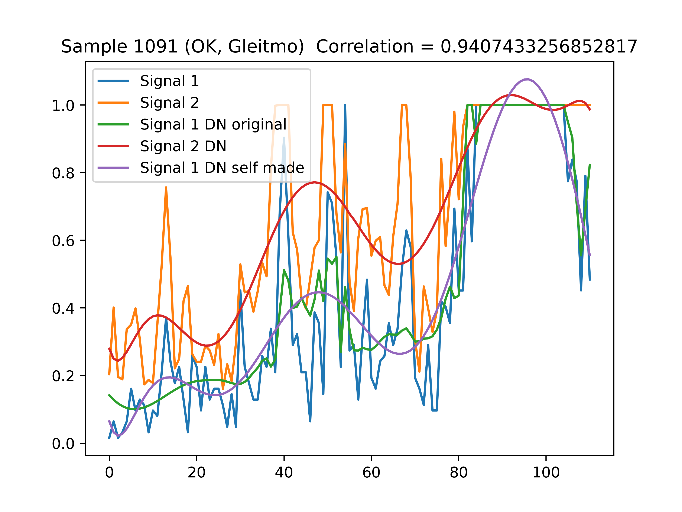 Sample 1091 (OK, Gleitmo) Correlation = 0.9407433256852817
Signal 1
Signal 2
Signal 1 DN original
Signal 2 DN
Signal 1 DN self made
1.0
0.8
0.6
0.4
0.2
0.0
0 20 40 60 80 100